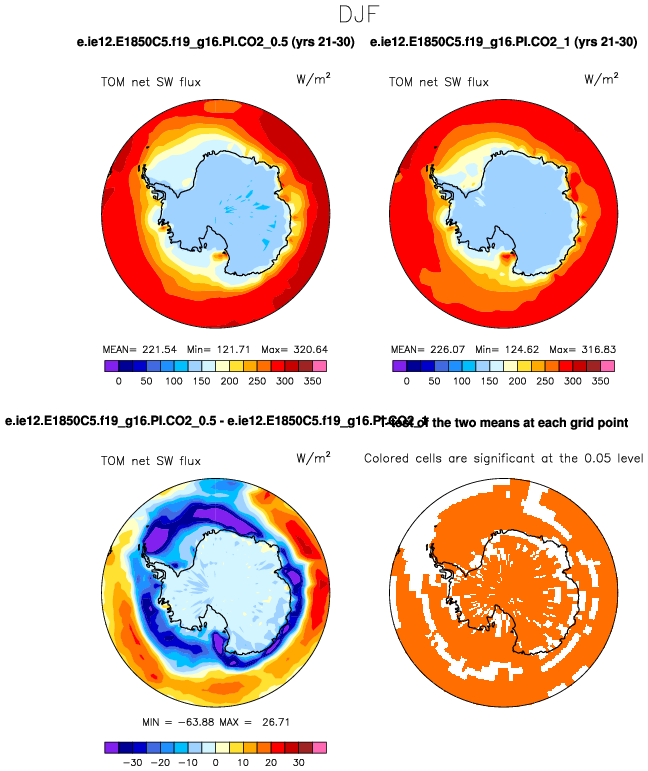 DJF
e.ie12.E1850C5.f19_g16.PI.CO2_0.5 (yrs 21-30)
e.ie12.E1850C5.f19_g16.PI.CO2_1 (yrs 21-30)
TOM net SW flux W/m²
TOM net SW flux W/m²
MEAN= 221.54 Min= 121.71 Max= 320.64
MEAN= 226.07 Min= 124.62 Max= 316.83
0 50 100 150 200 250 300 350
0 50 100 150 200 250 300 350
e.ie12.E1850C5.f19_g16.PI.CO2_0.5 - e.ie12.E1850C5.f19_g16.PI.CO2_1
T-test of the two means at each grid point
TOM net SW flux W/m²
Colored cells are significant at the 0.05 level
MIN = −63.88 MAX = 26.71
−30 −20 −10 0 10 20 30